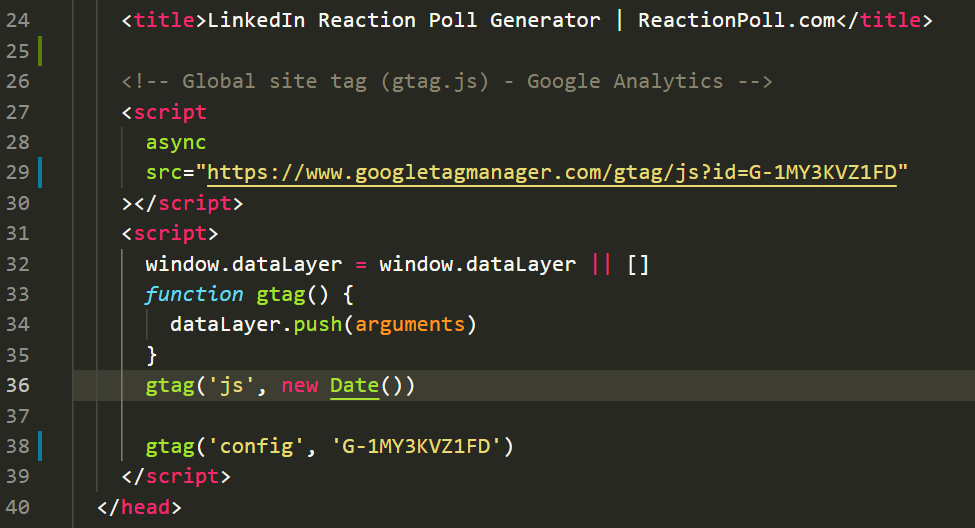 24 <title>LinkedIn Reaction Poll Generator | ReactionPoll.com</title>
25
26 <!-- Global site tag (gtag.js) - Google Analytics -->
27 <script
28 async
29 src="https://www.googletagmanager.com/gtag/js?id=G-1MY3KVZ1FD"
30 ></script>
31 <script>
32 window.dataLayer = window.dataLayer || []
33 function gtag() {
34 dataLayer.push(arguments)
35 }
36 gtag('js', new Date())
37
38 gtag('config', 'G-1MY3KVZ1FD')
39 </script>
40 </head>